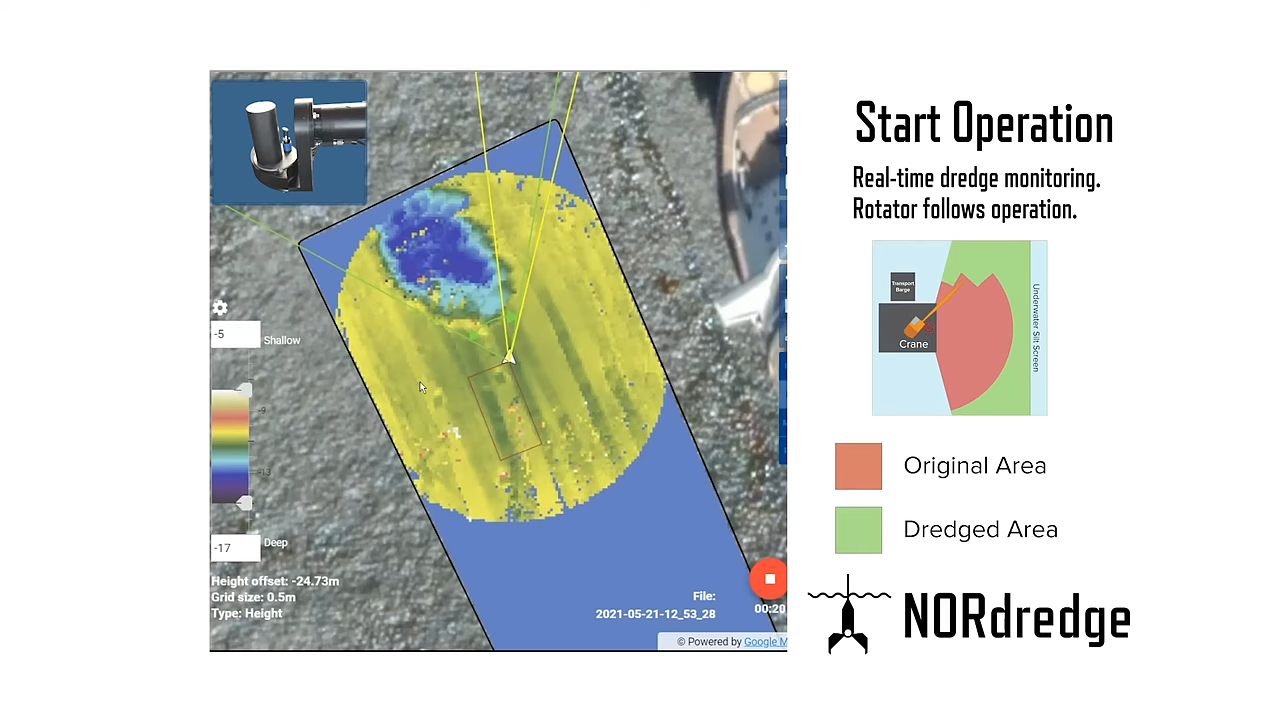 Start Operation
Real-time dredge monitoring.
Rotator follows operation.
-5
Shallow
-9
-13
-17
Deep
Height offset: -24.73m
Grid size: 0.5m
Type: Height
File:
2021-05-21-12_53_28
00:20
© Powered by Google M
Transport
Barge
Crane
Underwater Silt Screen
Original Area
Dredged Area
NORdredge